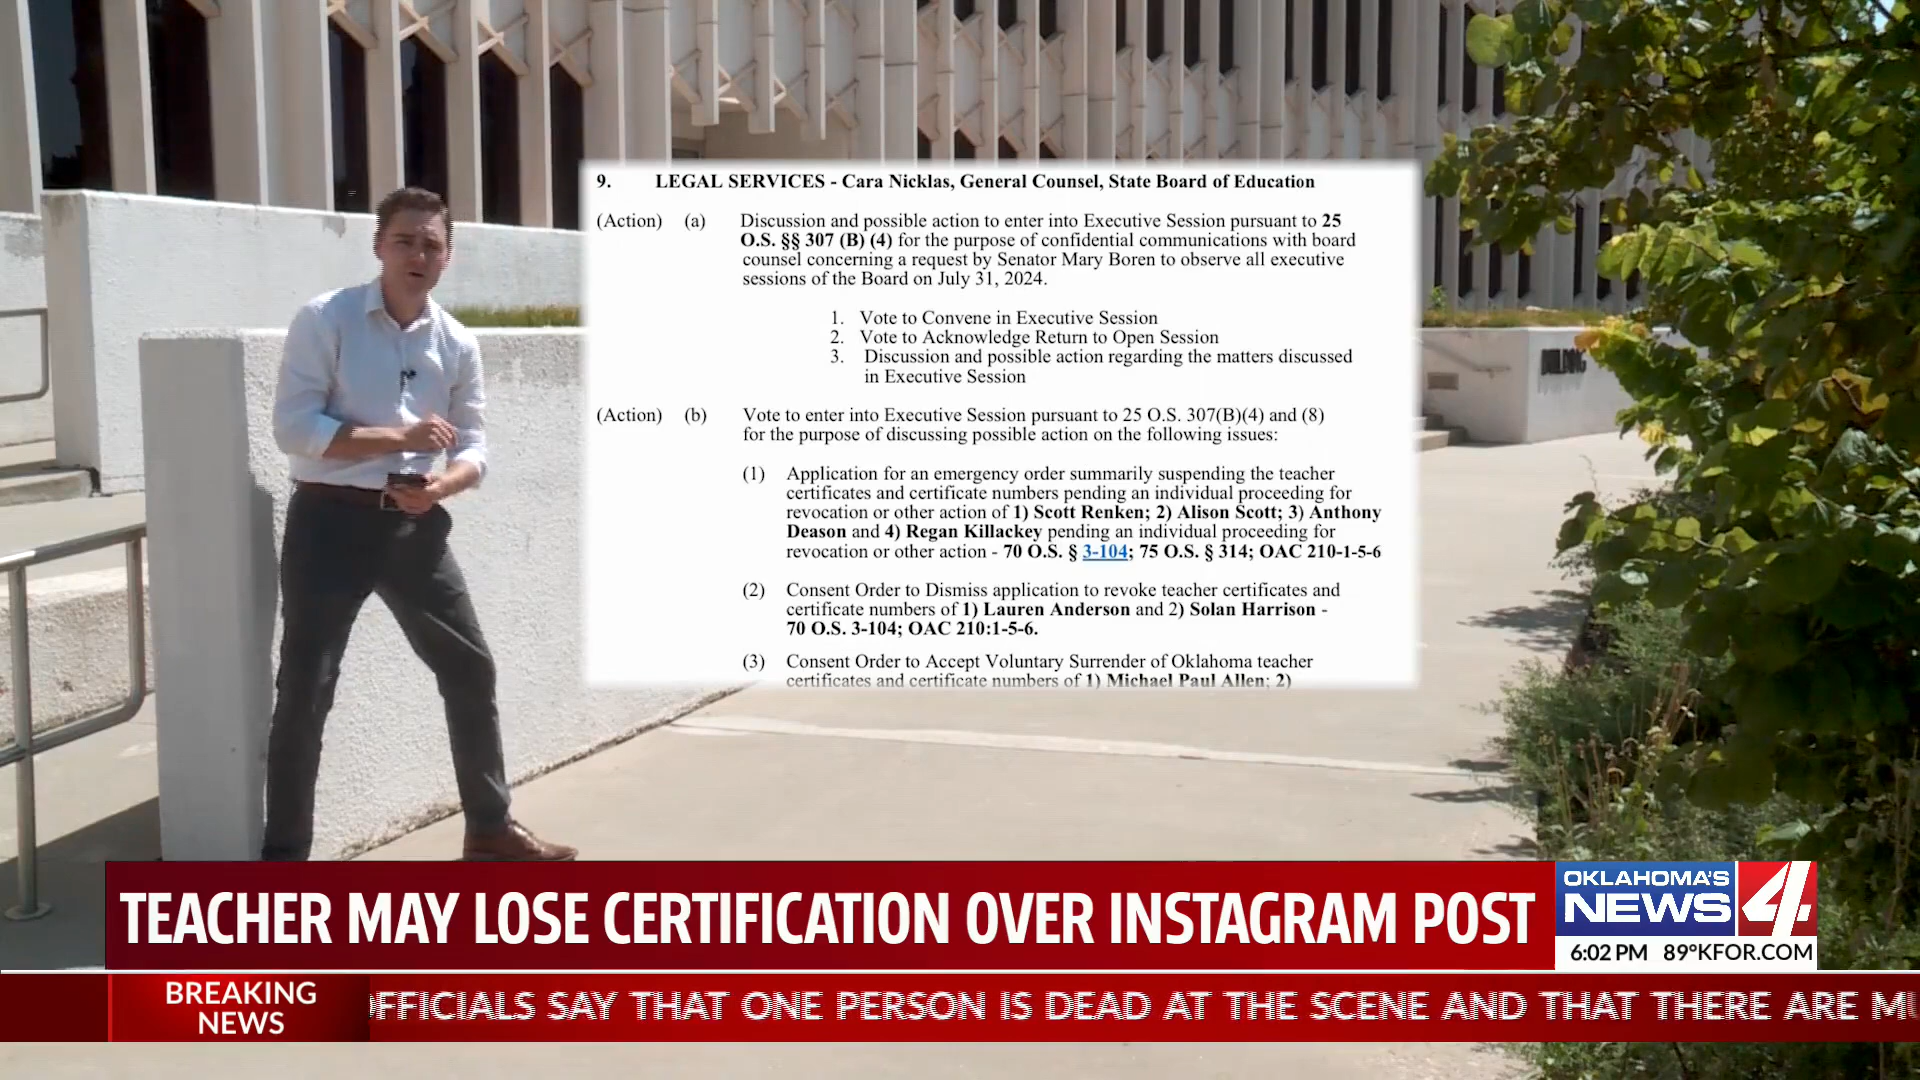 9. LEGAL SERVICES - Cara Nicklas, General Counsel, State Board of Education
(Action) (a) Discussion and possible action to enter into Executive Session pursuant to 25
O.S. §§ 307 (B) (4) for the purpose of confidential communications with board
counsel concerning a request by Senator Mary Boren to observe all executive
sessions of the Board on July 31, 2024.
1. Vote to Convene in Executive Session
2. Vote to Acknowledge Return to Open Session
3. Discussion and possible action regarding the matters discussed
in Executive Session
(Action) (b) Vote to enter into Executive Session pursuant to 25 O.S. 307(B)(4) and (8)
for the purpose of discussing possible action on the following issues:
(1) Application for an emergency order summarily suspending the teacher
certificates and certificate numbers pending an individual proceeding for
revocation or other action of 1) Scott Renken; 2) Alison Scott; 3) Anthony
Deason and 4) Regan Killackey pending an individual proceeding for
revocation or other action - 70 O.S. § 3-104; 75 O.S. § 314; OAC 210-1-5-6
(2) Consent Order to Dismiss application to revoke teacher certificates and
certificate numbers of 1) Lauren Anderson and 2) Solan Harrison -
70 O.S. 3-104; OAC 210:1-5-6.
(3) Consent Order to Accept Voluntary Surrender of Oklahoma teacher
certificates and certificate numbers of 1) Michael Paul Allen; 2)
BUILDING
TEACHER MAY LOSE CERTIFICATION OVER INSTAGRAM POST
OKLAHOMA'S
NEWS 4
6:02 PM 89° KFOR.COM
BREAKING
NEWS
OFFICIALS SAY THAT ONE PERSON IS DEAD AT THE SCENE AND THAT THERE ARE